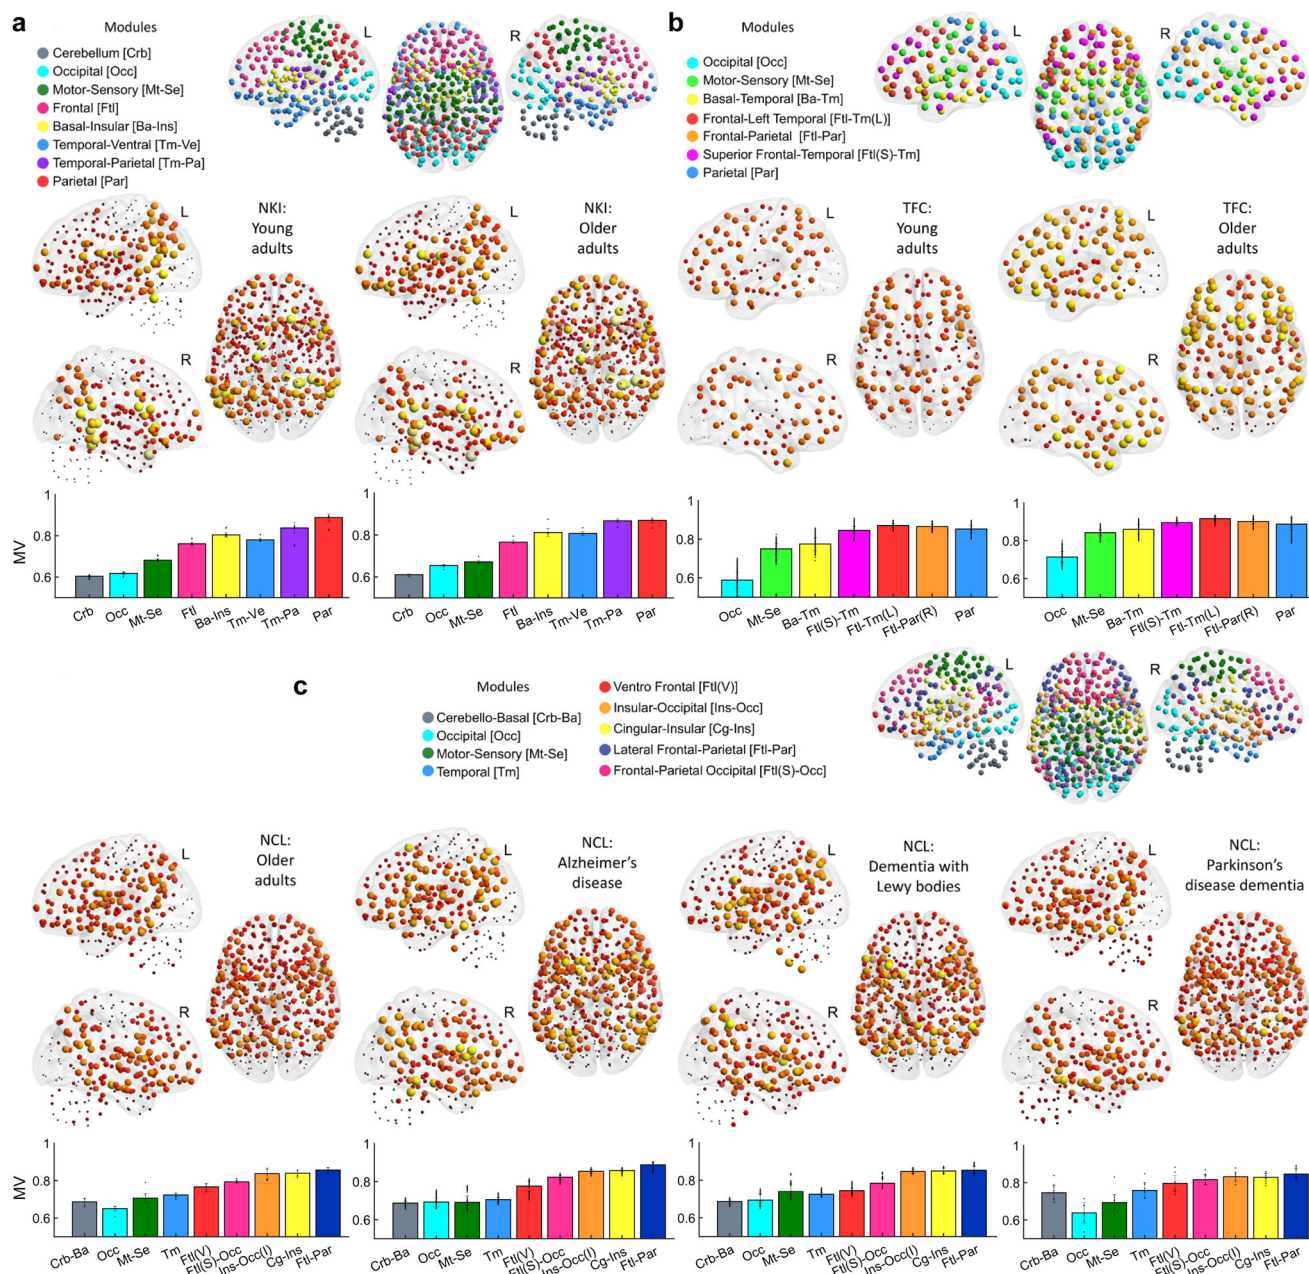 a
Modules
Cerebellum [Crb]
Occipital [Occ]
Motor-Sensory [Mt-Se]
Frontal [Ftl]
Basal-Insular [Ba-Ins]
Temporal-Ventral [Tm-Ve]
Temporal-Parietal [Tm-Pa]
Parietal [Par]
L
R
b
Modules
Occipital [Occ]
Motor-Sensory [Mt-Se]
Basal-Temporal [Ba-Tm]
Frontal-Left Temporal [Ftl-Tm(L)]
Frontal-Parietal [Ftl-Par]
Superior Frontal-Temporal [Ftl(S)-Tm]
Parietal [Par]
L
R
L
NKI:
Young
adults
R
L
NKI:
Older
adults
R
L
TFC:
Young
adults
R
L
TFC:
Older
adults
R
MV
1
0.8
0.6
Crb
Occ
Mt-Se
Ftl
Ba-Ins
Tm-Ve
Tm-Pa
Par
1
0.8
0.6
Crb
Occ
Mt-Se
Ftl
Ba-Ins
Tm-Ve
Tm-Pa
Par
1
0.8
0.6
Occ
Mt-Se
Ba-Tm
Ftl(S)-Tm
Ftl-Tm(L)
Ftl-Par(R)
Par
1
0.8
0.6
Occ
Mt-Se
Ba-Tm
Ftl(S)-Tm
Ftl-Tm(L)
Ftl-Par(R)
Par
c
Modules
Cerebello-Basal [Crb-Ba]
Occipital [Occ]
Motor-Sensory [Mt-Se]
Temporal [Tm]
Ventro Frontal [Ftl(V)]
Insular-Occipital [Ins-Occ]
Cingular-Insular [Cg-Ins]
Lateral Frontal-Parietal [Ftl-Par]
Frontal-Parietal Occipital [Ftl(S)-Occ]
L
R
L
NCL:
Older
adults
R
L
NCL:
Alzheimer's
disease
R
L
NCL:
Dementia with
Lewy bodies
R
L
NCL:
Parkinson's
disease dementia
R
MV
1
0.8
0.6
Crb-Ba
Occ
Mt-Se
Tm
Ftl(V)
Ftl(S)-Occ
Ins-Occ(I)
Cg-Ins
Ftl-Par
1
0.8
0.6
Crb-Ba
Occ
Mt-Se
Tm
Ftl(V)
Ftl(S)-Occ
Ins-Occ(I)
Cg-Ins
Ftl-Par
1
0.8
0.6
Crb-Ba
Occ
Mt-Se
Tm
Ftl(V)
Ftl(S)-Occ
Ins-Occ(I)
Cg-Ins
Ftl-Par
1
0.8
0.6
Crb-Ba
Occ
Mt-Se
Tm
Ftl(V)
Ftl(S)-Occ
Ins-Occ(I)
Cg-Ins
Ftl-Par